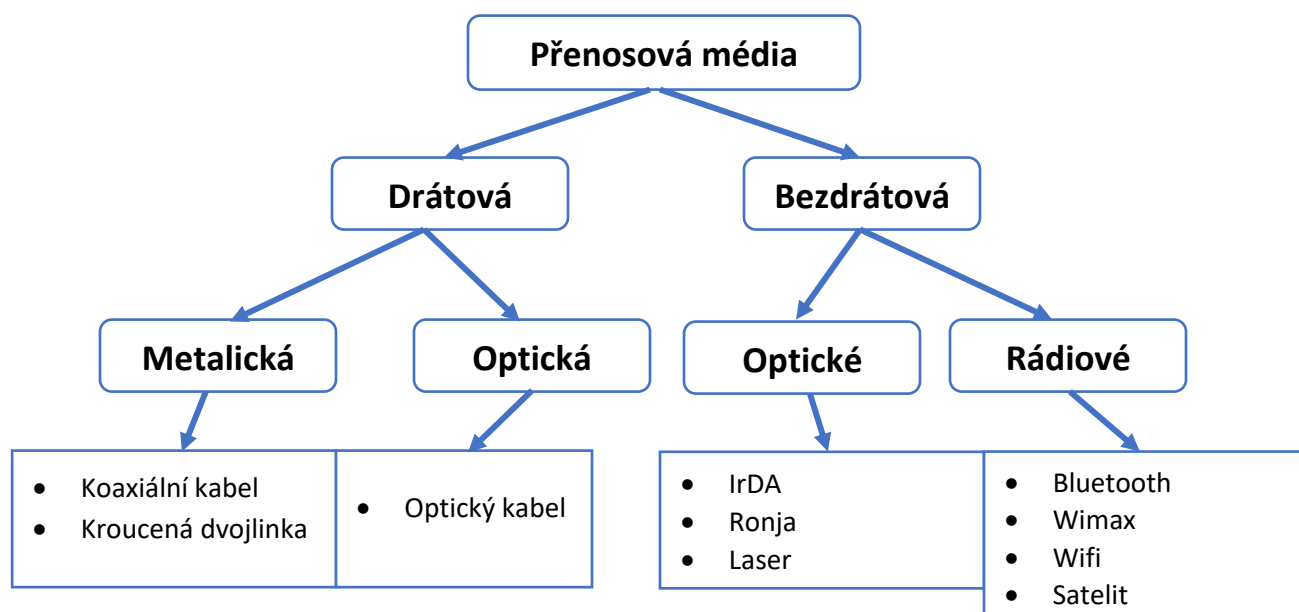 Přenosová média
Drátová
Bezdrátová
Metalická
Optická
Optické
Rádiové
• Koaxiální kabel
• Kroucená dvojlinka
• Optický kabel
• IrDA
• Ronja
• Laser
• Bluetooth
• Wimax
• Wifi
• Satelit